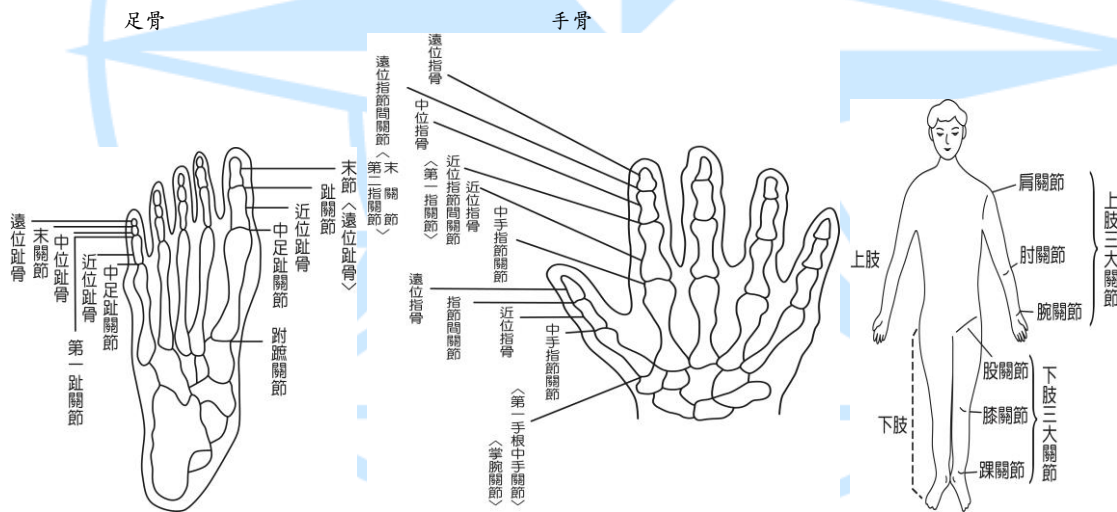 足骨
手骨
遠位趾骨
末關節
中位趾骨
近位趾骨
中足趾關節
第一趾關節
末節〈遠位趾骨〉
趾關節
近位趾骨
中足趾關節
跗蹠關節
遠位指骨
遠位指節間關節〈末關節〉〈第二指關節〉
中位指骨
近位指節間關節〈第一指關節〉
近位指骨
中手指節關節
遠位指骨
指節間關節
近位指骨
中手指節關節
〈第一手根中手關節〉
〈掌腕關節〉
上肢
下肢
肩關節
肘關節
腕關節
上肢三大關節
股關節
膝關節
踝關節
下肢三大關節